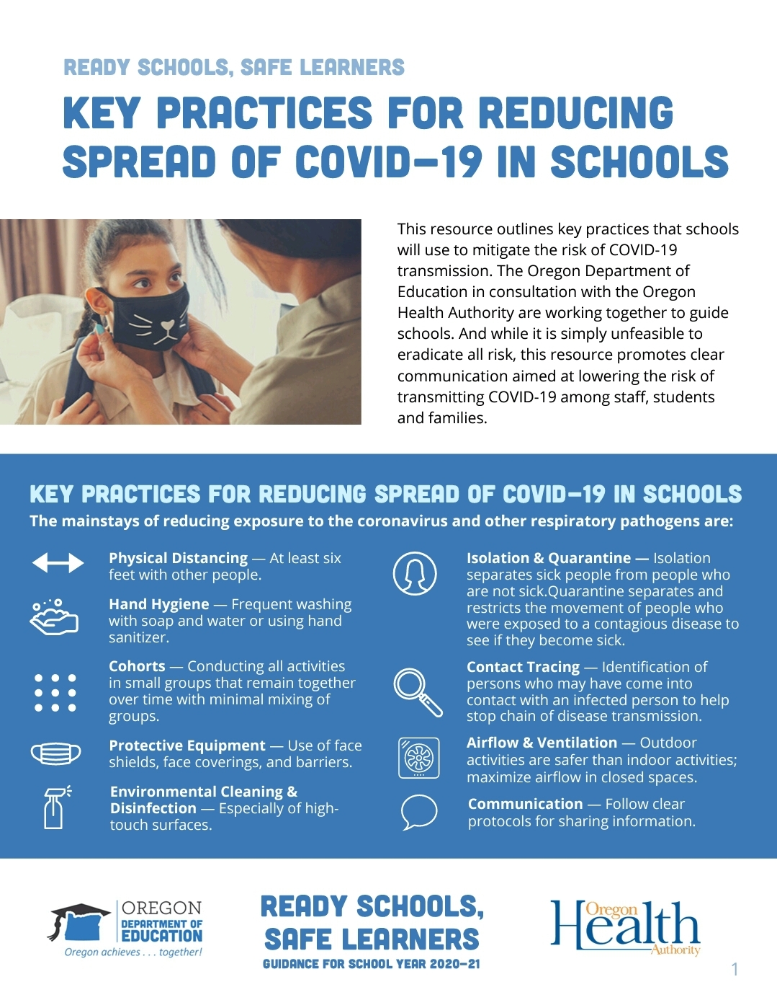 READY SCHOOLS, SAFE LEARNERS
KEY PRACTICES FOR REDUCING
SPREAD OF COVID-19 IN SCHOOLS
This resource outlines key practices that schools
will use to mitigate the risk of COVID-19
transmission. The Oregon Department of
Education in consultation with the Oregon
Health Authority are working together to guide
schools. And while it is simply unfeasible to
eradicate all risk, this resource promotes clear
communication aimed at lowering the risk of
transmitting COVID-19 among staff, students
and families.
KEY PRACTICES FOR REDUCING SPREAD OF COVID-19 IN SCHOOLS
The mainstays of reducing exposure to the coronavirus and other respiratory pathogens are:
Physical Distancing — At least six
feet with other people.
Hand Hygiene — Frequent washing
with soap and water or using hand
sanitizer.
Cohorts — Conducting all activities
in small groups that remain together
over time with minimal mixing of
groups.
Protective Equipment — Use of face
shields, face coverings, and barriers.
Environmental Cleaning &
Disinfection — Especially of high-
touch surfaces.
Isolation & Quarantine — Isolation
separates sick people from people who
are not sick.Quarantine separates and
restricts the movement of people who
were exposed to a contagious disease to
see if they become sick.
Contact Tracing — Identification of
persons who may have come into
contact with an infected person to help
stop chain of disease transmission.
Airflow & Ventilation — Outdoor
activities are safer than indoor activities;
maximize airflow in closed spaces.
Communication — Follow clear
protocols for sharing information.
OREGON
DEPARTMENT OF
EDUCATION
Oregon achieves . . . together!
READY SCHOOLS,
SAFE LEARNERS
GUIDANCE FOR SCHOOL YEAR 2020-21
Oregon
Health
Authority
1